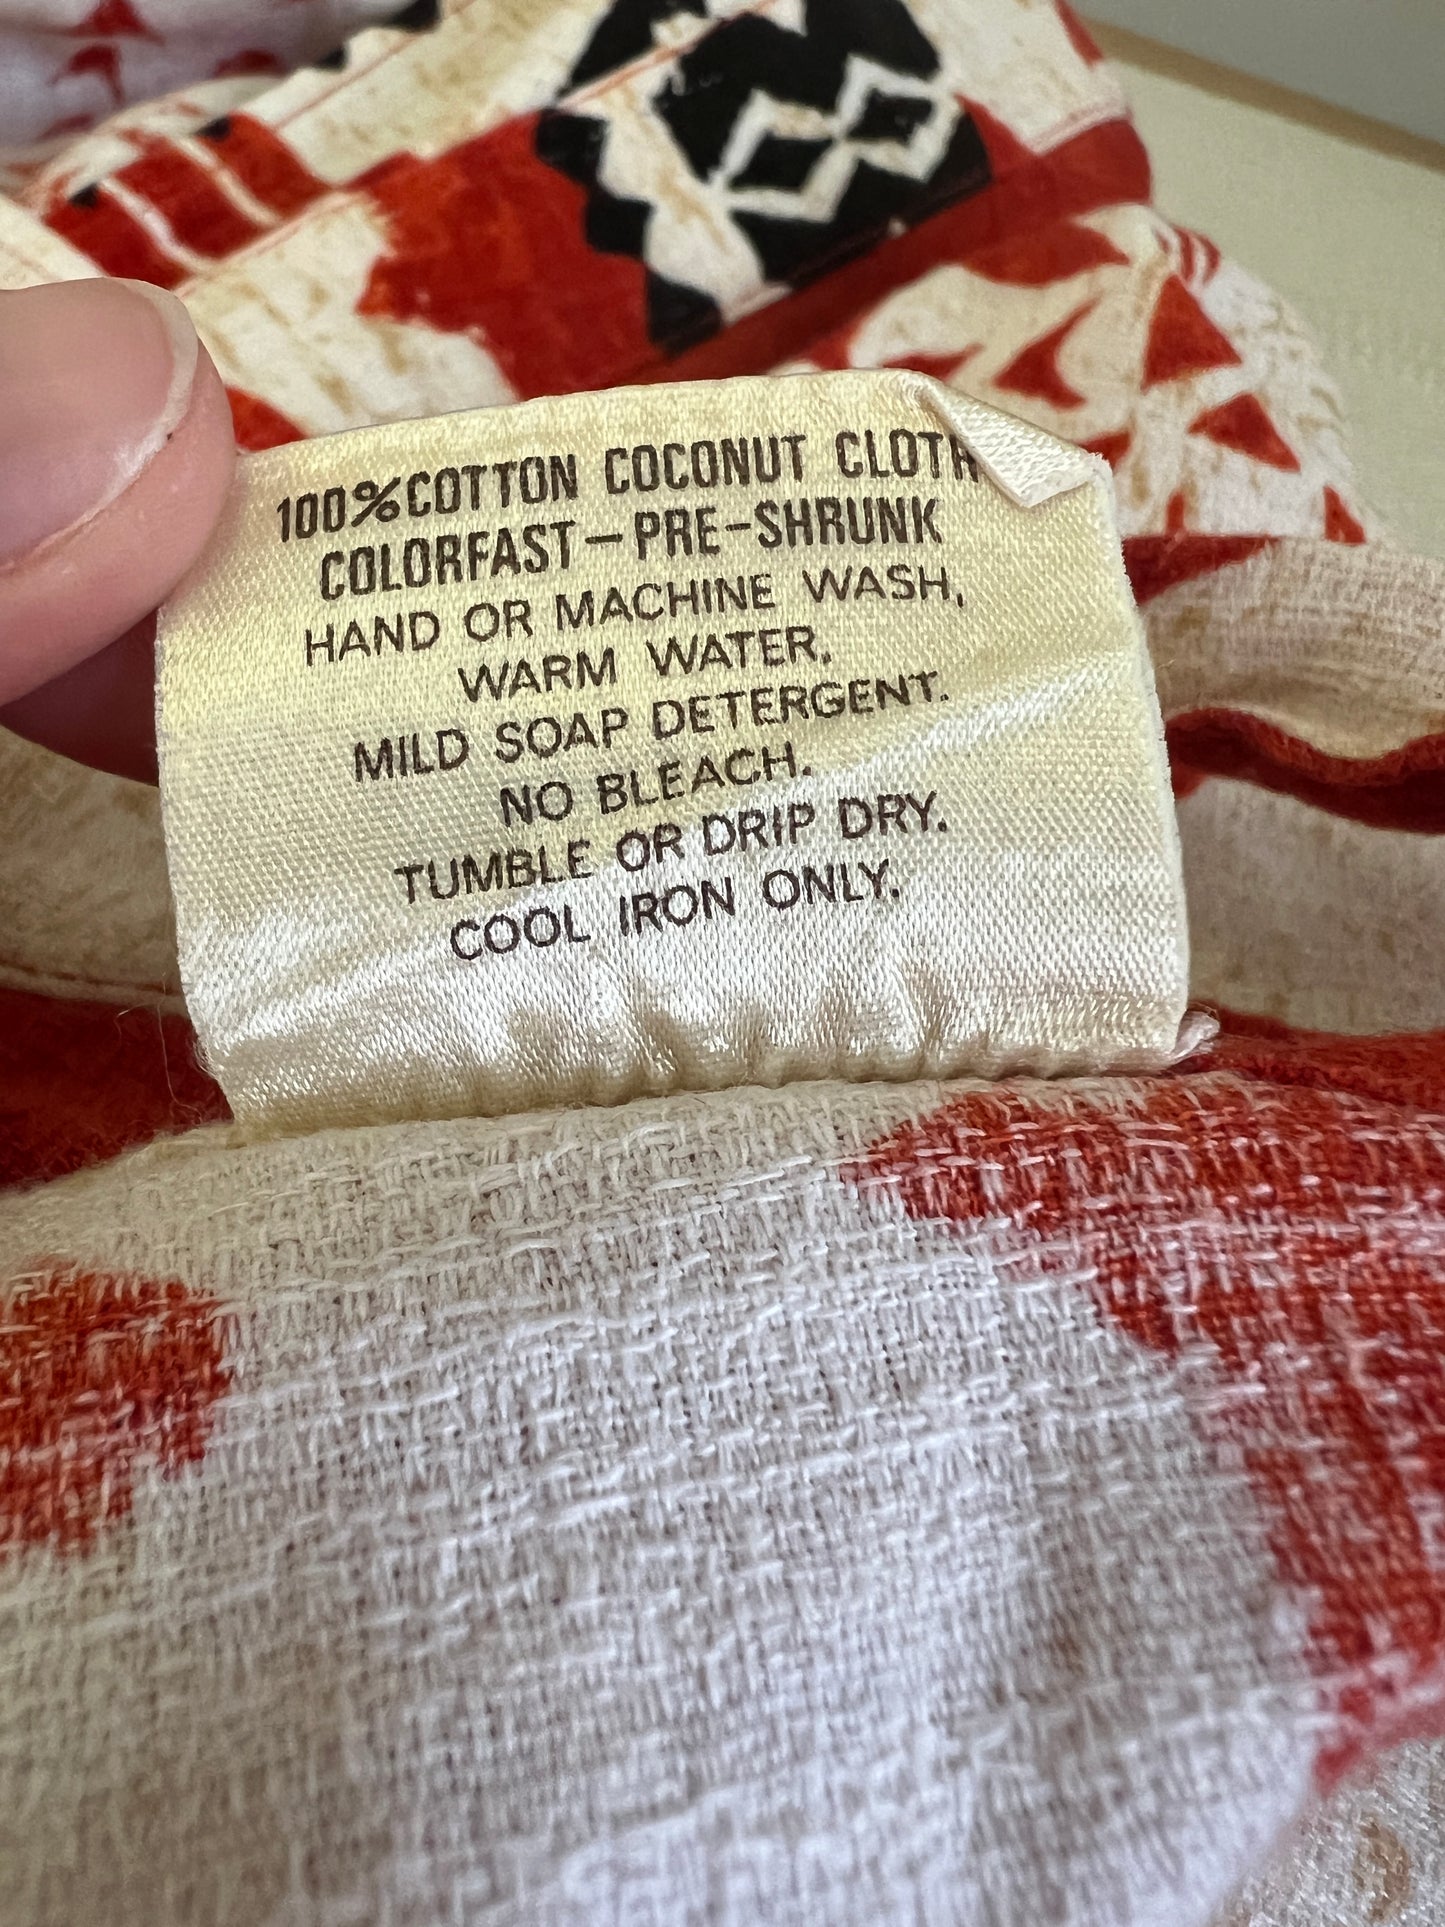 100% COTTON COCONUT CLOTH
COLORFAST – PRE-SHRUNK
HAND OR MACHINE WASH,
WARM WATER.
MILD SOAP DETERGENT.
NO BLEACH.
TUMBLE OR DRIP DRY.
COOL IRON ONLY.